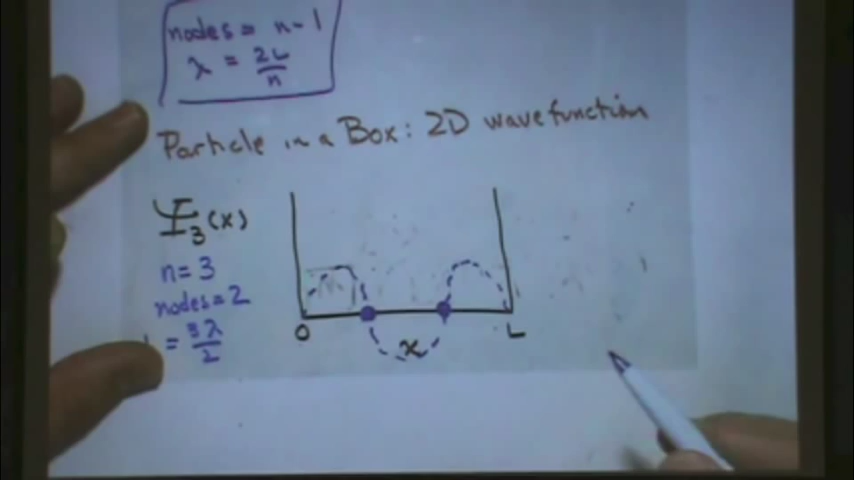 nodes = n - 1
λ = 2L/n
Particle in a Box: 2D wavefunction
Ψ₃(x)
n = 3
nodes = 2
= 3λ/2
0
x
L